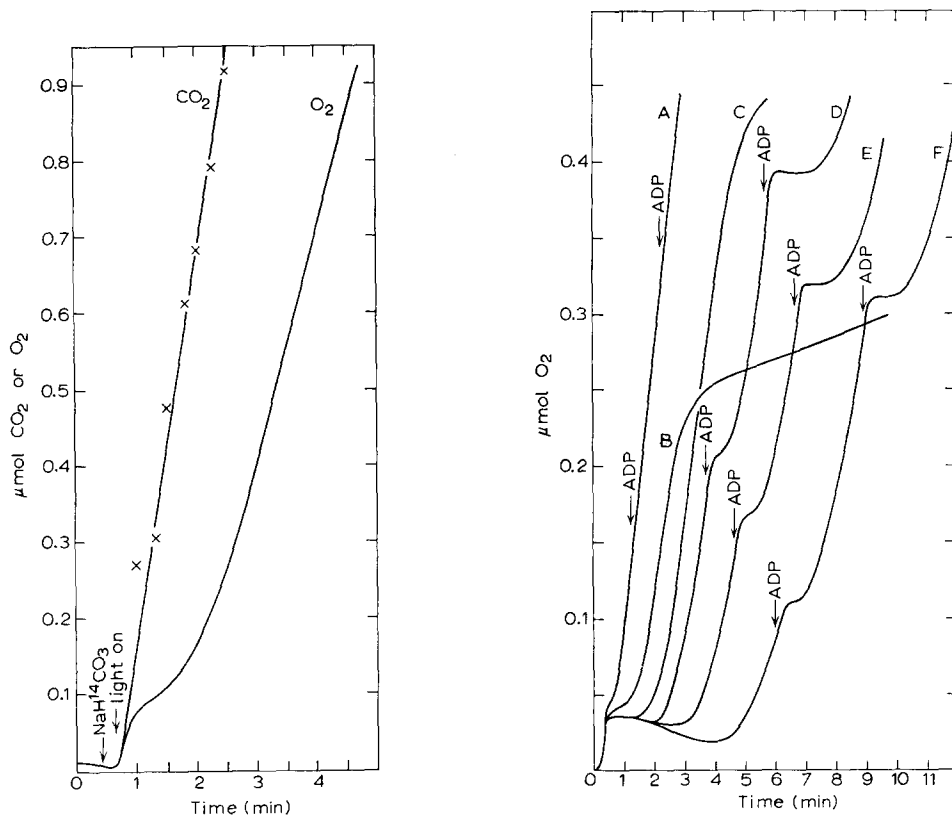 0.9
0.8
0.7
0.6
0.5
0.4
0.3
0.2
0.1
μmol CO2 or O2
CO2
O2
NaH14CO3
light on
0 1 2 3 4
Time (min)
0.4
0.3
0.2
0.1
μmol O2
A
B
C
D
E
F
ADP
ADP
ADP
ADP
ADP
ADP
ADP
ADP
0 1 2 3 4 5 6 7 8 9 10 11
Time (min)